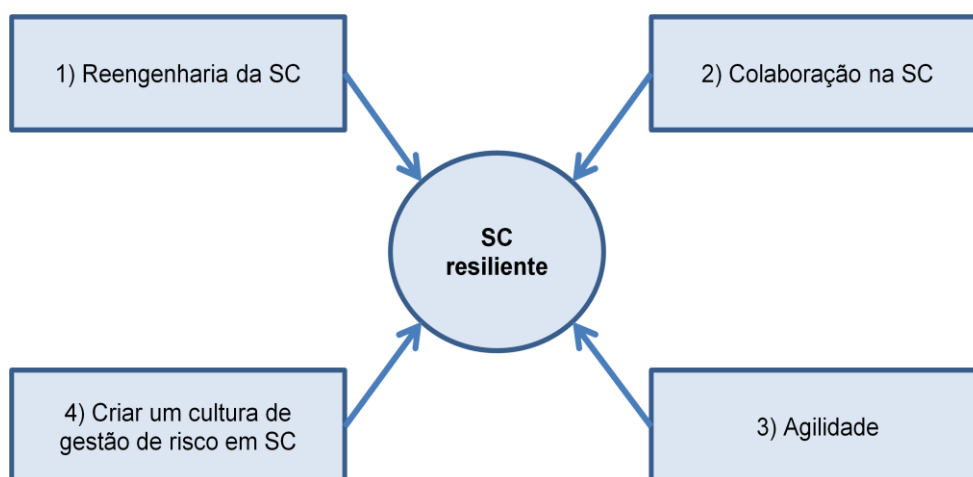 1) Reengenharia da SC
2) Colaboração na SC
SC
resiliente
4) Criar um cultura de
gestão de risco em SC
3) Agilidade